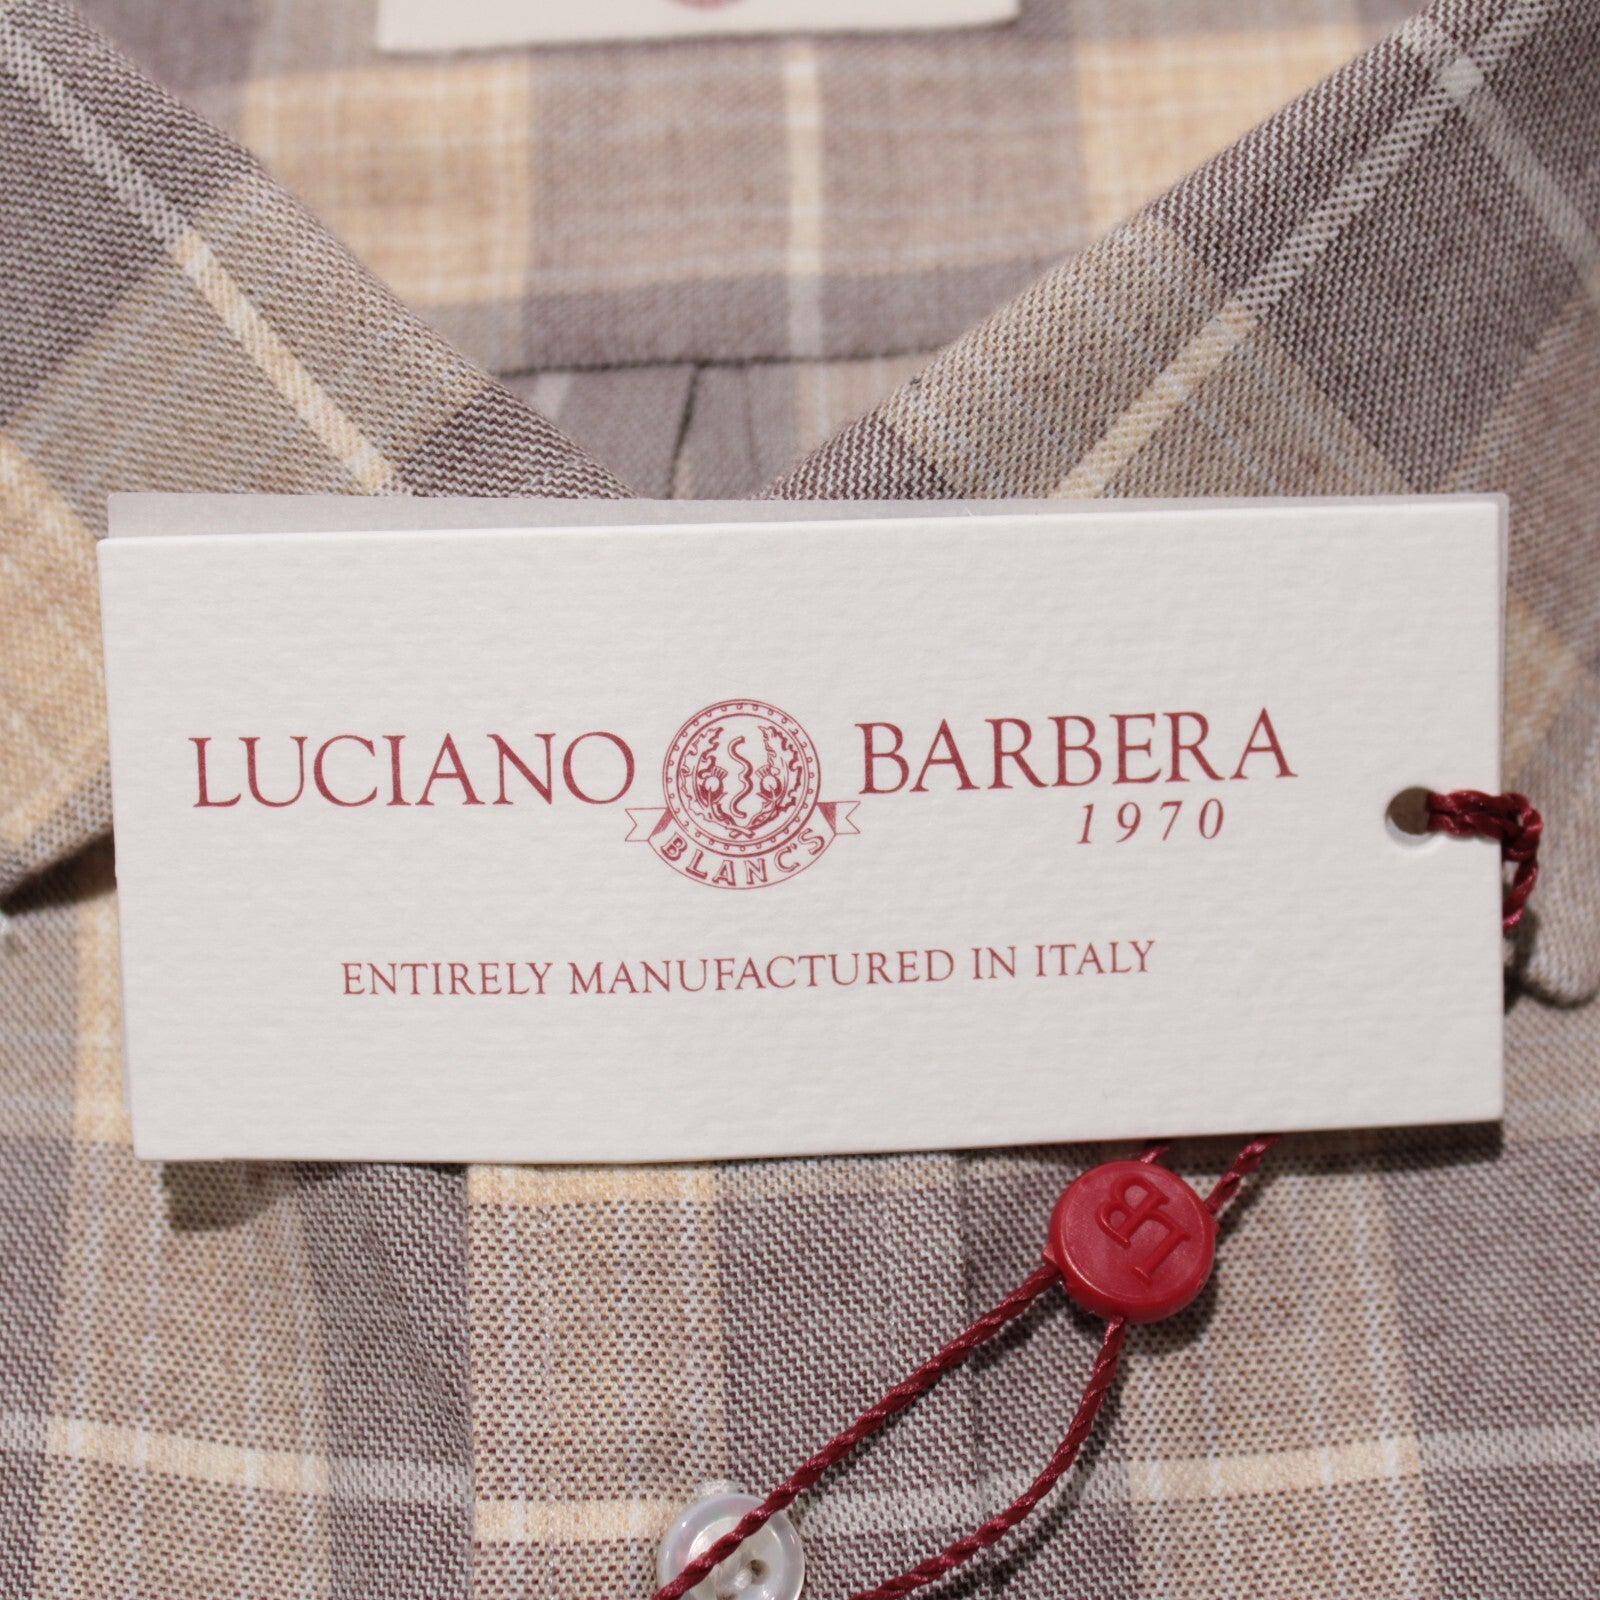 LUCIANO BARBERA
1970
BLANC'S
ENTIRELY MANUFACTURED IN ITALY
LB